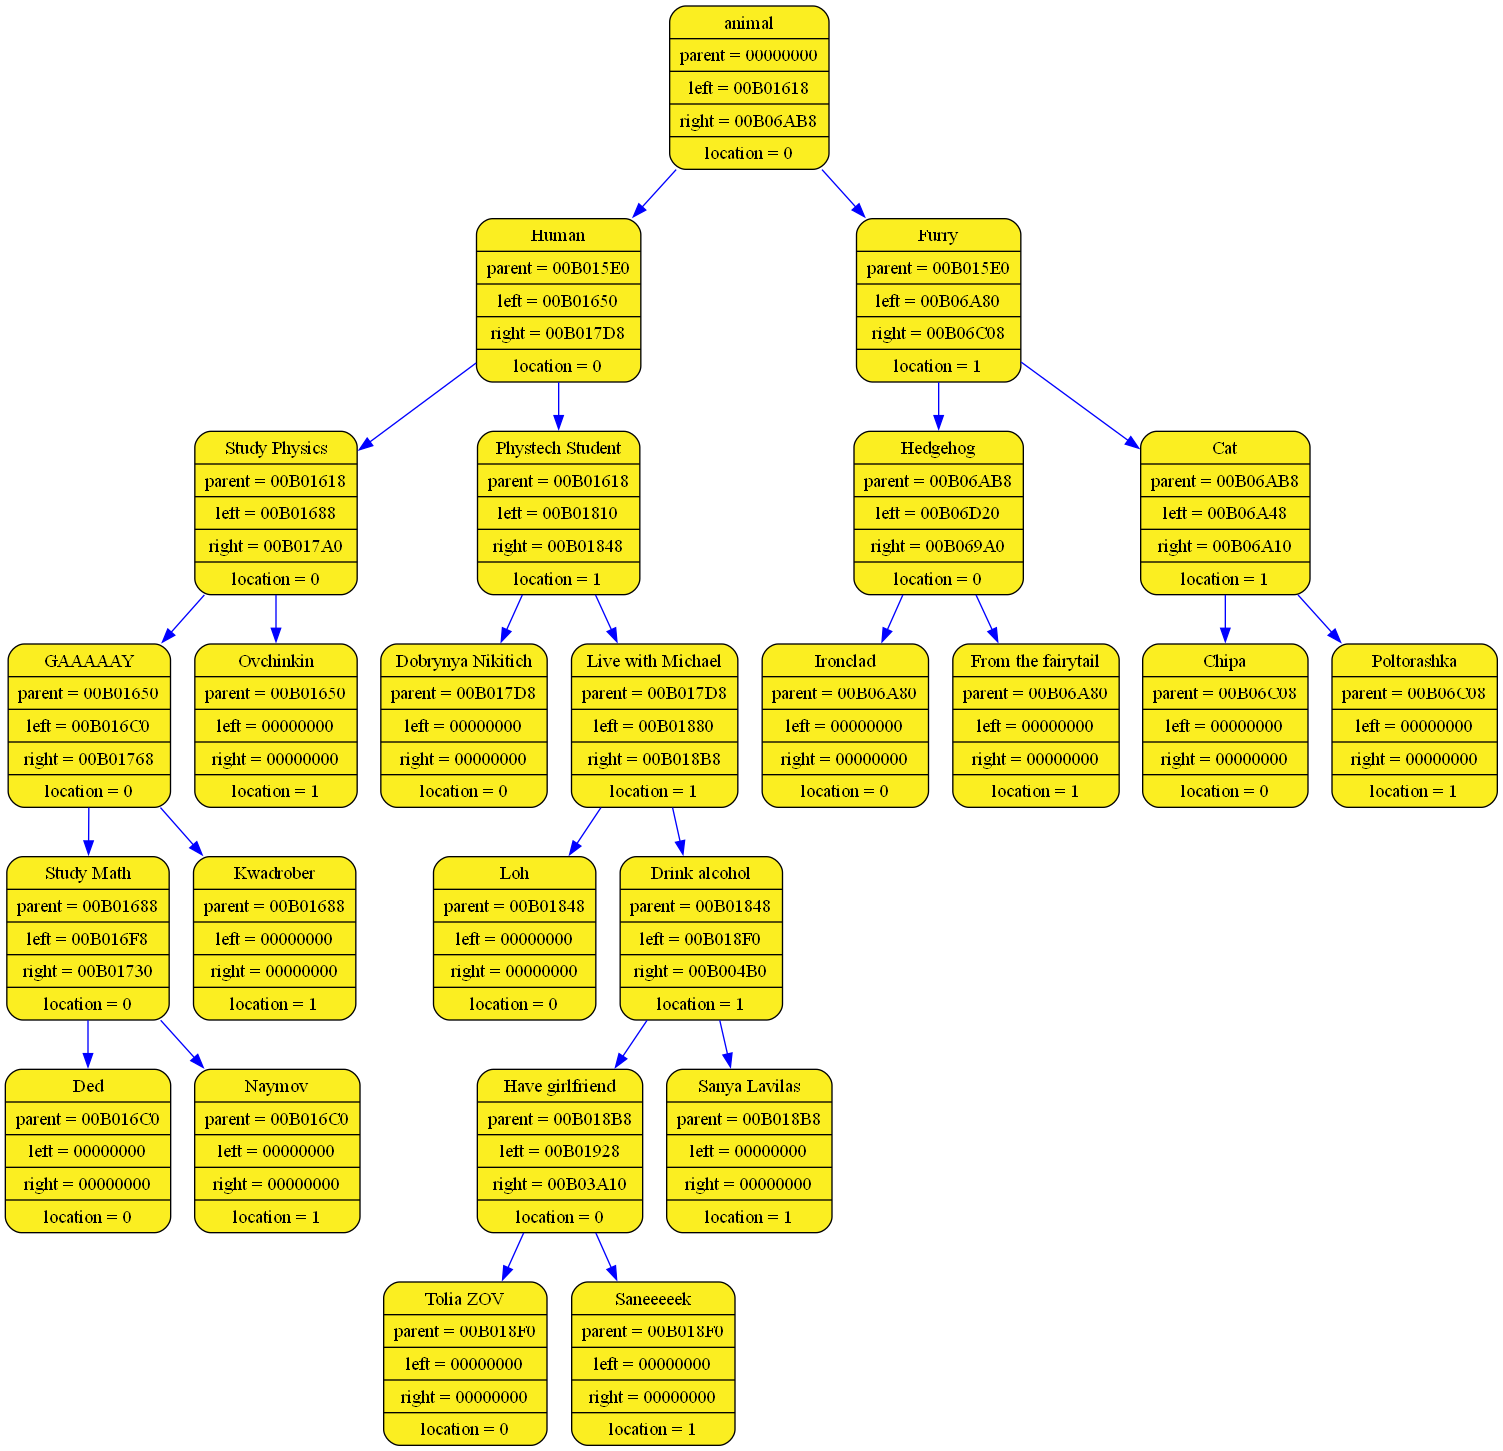 animal
parent = 00000000
left = 00B01618
right = 00B06AB8
location = 0
Human
parent = 00B015E0
left = 00B01650
right = 00B017D8
location = 0
Furry
parent = 00B015E0
left = 00B06A80
right = 00B06C08
location = 1
Study Physics
parent = 00B01618
left = 00B01688
right = 00B017A0
location = 0
Phystech Student
parent = 00B01618
left = 00B01810
right = 00B01848
location = 1
Hedgehog
parent = 00B06AB8
left = 00B06D20
right = 00B069A0
location = 0
Cat
parent = 00B06AB8
left = 00B06A48
right = 00B06A10
location = 1
GAAAAAY
parent = 00B01650
left = 00B016C0
right = 00B01768
location = 0
Ovchinkin
parent = 00B01650
left = 00000000
right = 00000000
location = 1
Dobrynya Nikitich
parent = 00B017D8
left = 00000000
right = 00000000
location = 0
Live with Michael
parent = 00B017D8
left = 00B01880
right = 00B018B8
location = 1
Ironclad
parent = 00B06A80
left = 00000000
right = 00000000
location = 0
From the fairytail
parent = 00B06A80
left = 00000000
right = 00000000
location = 1
Chipa
parent = 00B06C08
left = 00000000
right = 00000000
location = 0
Poltorashka
parent = 00B06C08
left = 00000000
right = 00000000
location = 1
Study Math
parent = 00B01688
left = 00B016F8
right = 00B01730
location = 0
Kwadrober
parent = 00B01688
left = 00000000
right = 00000000
location = 1
Loh
parent = 00B01848
left = 00000000
right = 00000000
location = 0
Drink alcohol
parent = 00B01848
left = 00B018F0
right = 00B004B0
location = 1
Ded
parent = 00B016C0
left = 00000000
right = 00000000
location = 0
Naymov
parent = 00B016C0
left = 00000000
right = 00000000
location = 1
Have girlfriend
parent = 00B018B8
left = 00B01928
right = 00B03A10
location = 0
Sanya Lavilas
parent = 00B018B8
left = 00000000
right = 00000000
location = 1
Tolia ZOV
parent = 00B018F0
left = 00000000
right = 00000000
location = 0
Saneeeeek
parent = 00B018F0
left = 00000000
right = 00000000
location = 1